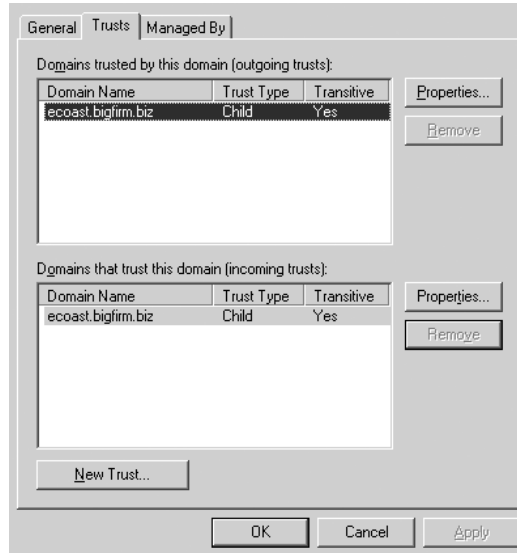 General Trusts Managed By
Domains trusted by this domain (outgoing trusts):
Domain Name Trust Type Transitive Properties...
ecoast.bigfirm.biz Child Yes
Remove
Domains that trust this domain (incoming trusts):
Domain Name Trust Type Transitive Properties...
ecoast.bigfirm.biz Child Yes
Remove
New Trust...
OK Cancel Apply